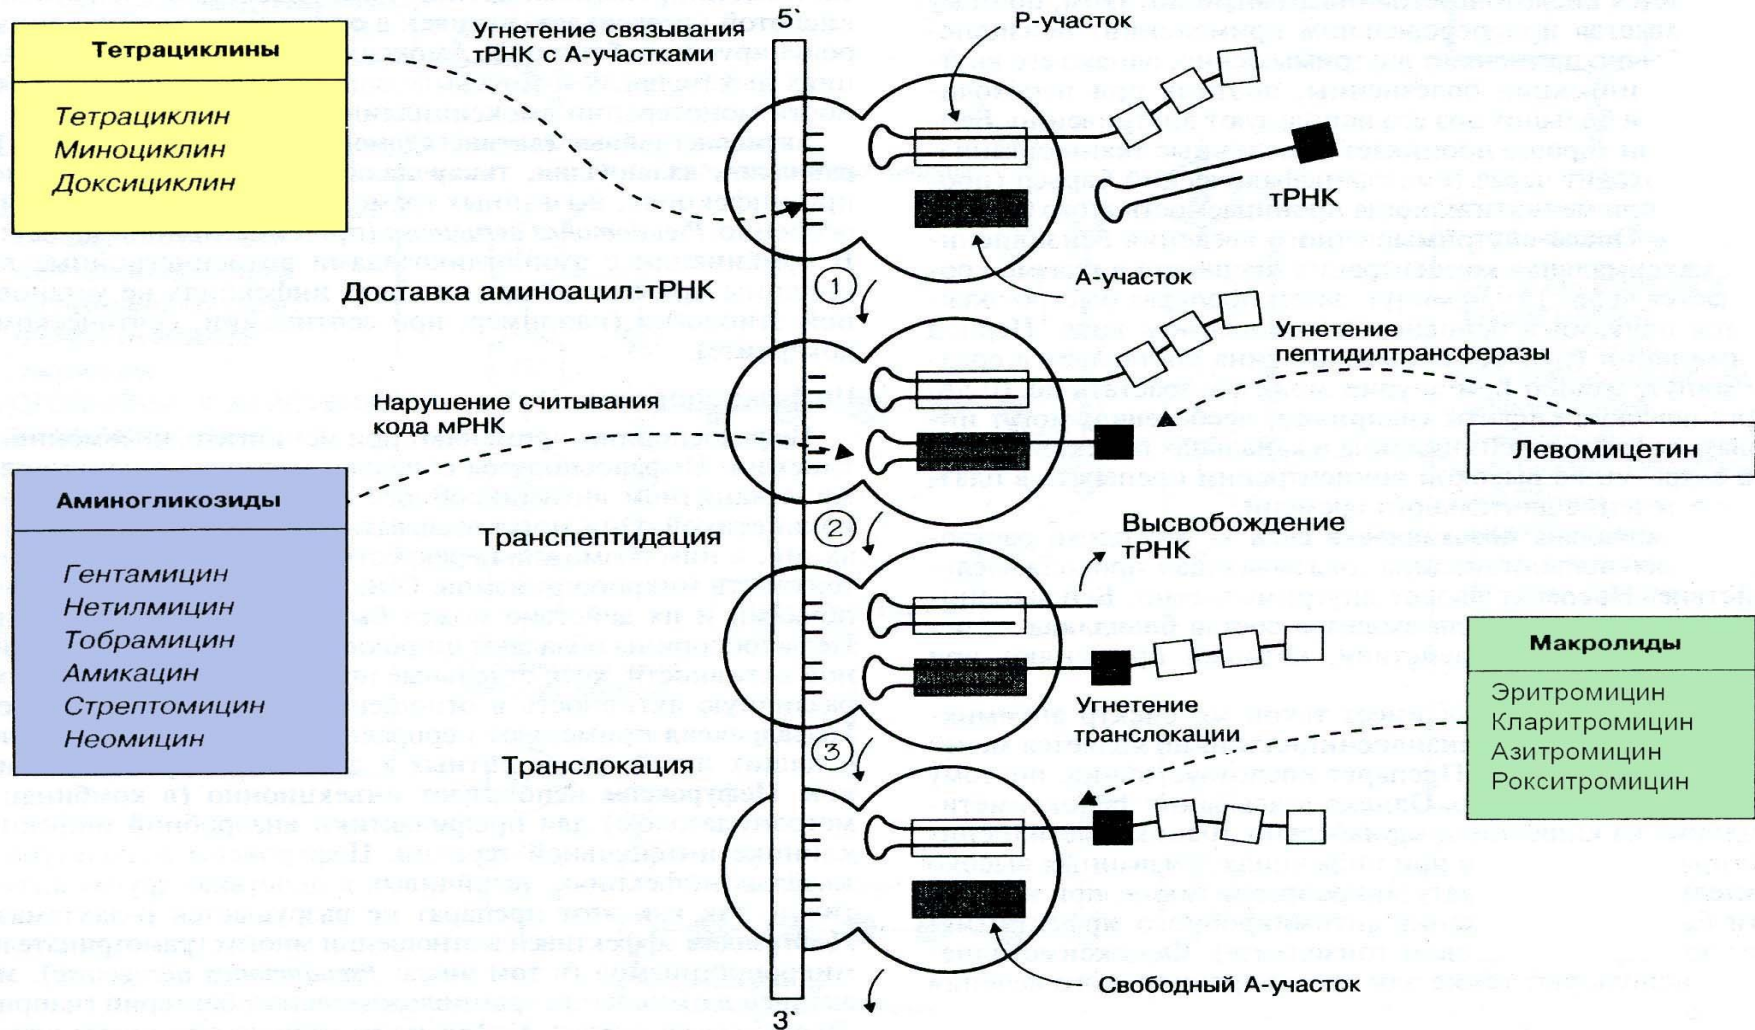 5`
Р-участок
Тетрациклины
Тетрациклин
Миноциклин
Доксициклин
Угнетение связывания
тРНК с А-участками
тРНК
А-участок
1
Доставка аминоацил-тРНК
Угнетение
пептидилтрансферазы
Левомицетин
Нарушение считывания
кода мРНК
Аминогликозиды
Гентамицин
Нетилмицин
Тобрамицин
Амикацин
Стрептомицин
Неомицин
2
Транспептидация
Высвобождение
тРНК
Макролиды
Эритромицин
Кларитромицин
Азитромицин
Рокситромицин
Угнетение
транслокации
3
Транслокация
Свободный А-участок
3`